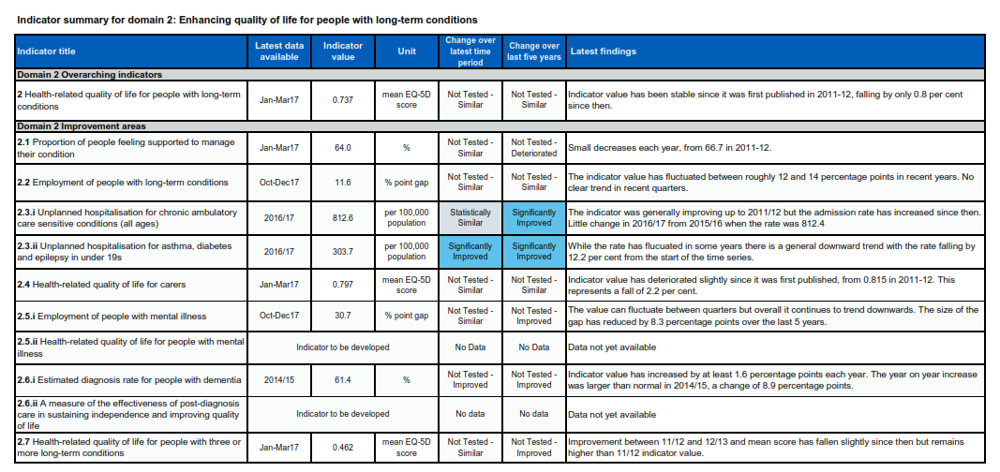 Indicator summary for domain 2: Enhancing quality of life for people with long-term conditions
Indicator title
Latest data
available
Indicator
value
Unit
Change over
latest time
period
Change over
last five years
Latest findings
Domain 2 Overarching indicators
2 Health-related quality of life for people with long-term
conditions
Jan-Mar17
0.737
mean EQ-5D
score
Not Tested -
Similar
Not Tested -
Similar
Indicator value has been stable since it was first published in 2011-12, falling by only 0.8 per cent
since then.
Domain 2 Improvement areas
2.1 Proportion of people feeling supported to manage
their condition
Jan-Mar17
64.0
%
Not Tested -
Similar
Not Tested -
Deteriorated
Small decreases each year, from 66.7 in 2011-12.
2.2 Employment of people with long-term conditions
Oct-Dec17
11.6
% point gap
Not Tested -
Similar
Not Tested -
Similar
The indicator value has fluctuated between roughly 12 and 14 percentage points in recent years. No
clear trend in recent quarters.
2.3.i Unplanned hospitalisation for chronic ambulatory
care sensitive conditions (all ages)
2016/17
812.6
per 100,000
population
Statistically
Similar
Significantly
Improved
The indicator was generally improving up to 2011/12 but the admission rate has increased since then.
Little change in 2016/17 from 2015/16 when the rate was 812.4
2.3.ii Unplanned hospitalisation for asthma, diabetes
and epilepsy in under 19s
2016/17
303.7
per 100,000
population
Significantly
Improved
Significantly
Improved
While the rate has flucuated in some years there is a general downward trend with the rate falling by
12.2 per cent from the start of the time series.
2.4 Health-related quality of life for carers
Jan-Mar17
0.797
mean EQ-5D
score
Not Tested -
Similar
Not Tested -
Similar
Indicator value has deteriorated slightly since it was first published, from 0.815 in 2011-12. This
represents a fall of 2.2 per cent.
2.5.i Employment of people with mental illness
Oct-Dec17
30.7
% point gap
Not Tested -
Similar
Not Tested -
Improved
The value can fluctuate between quarters but overall it continues to trend downwards. The size of the
gap has reduced by 8.3 percentage points over the last 5 years.
2.5.ii Health-related quality of life for people with mental
illness
Indicator to be developed
No Data
No Data
Data not yet available
2.6.i Estimated diagnosis rate for people with dementia
2014/15
61.4
%
Not Tested -
Improved
Not Tested -
Improved
Indicator value has increased by at least 1.6 percentage points each year. The year on year increase
was larger than normal in 2014/15, a change of 8.9 percentage points.
2.6.ii A measure of the effectiveness of post-diagnosis
care in sustaining independence and improving quality
of life
Indicator to be developed
No data
No data
Data not yet available
2.7 Health-related quality of life for people with three or
more long-term conditions
Jan-Mar17
0.462
mean EQ-5D
score
Not Tested -
Similar
Not Tested -
Improved
Improvement between 11/12 and 12/13 and mean score has fallen slightly since then but remains
higher than 11/12 indicator value.